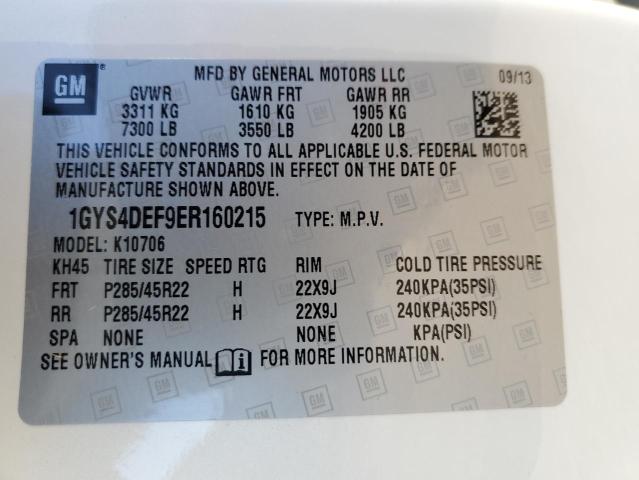 GM
MFD BY GENERAL MOTORS LLC 09/13
GVWR GAWR FRT GAWR RR
3311 KG 1610 KG 1905 KG
7300 LB 3550 LB 4200 LB
THIS VEHICLE CONFORMS TO ALL APPLICABLE U.S. FEDERAL MOTOR
VEHICLE SAFETY STANDARDS IN EFFECT ON THE DATE OF
MANUFACTURE SHOWN ABOVE.
1GYS4DEF9ER160215 TYPE: M.P.V.
MODEL: K10706
KH45 TIRE SIZE SPEED RTG RIM COLD TIRE PRESSURE
FRT P285/45R22 H 22X9J 240KPA(35PSI)
RR P285/45R22 H 22X9J 240KPA(35PSI)
SPA NONE NONE KPA(PSI)
SEE OWNER'S MANUAL i FOR MORE INFORMATION.